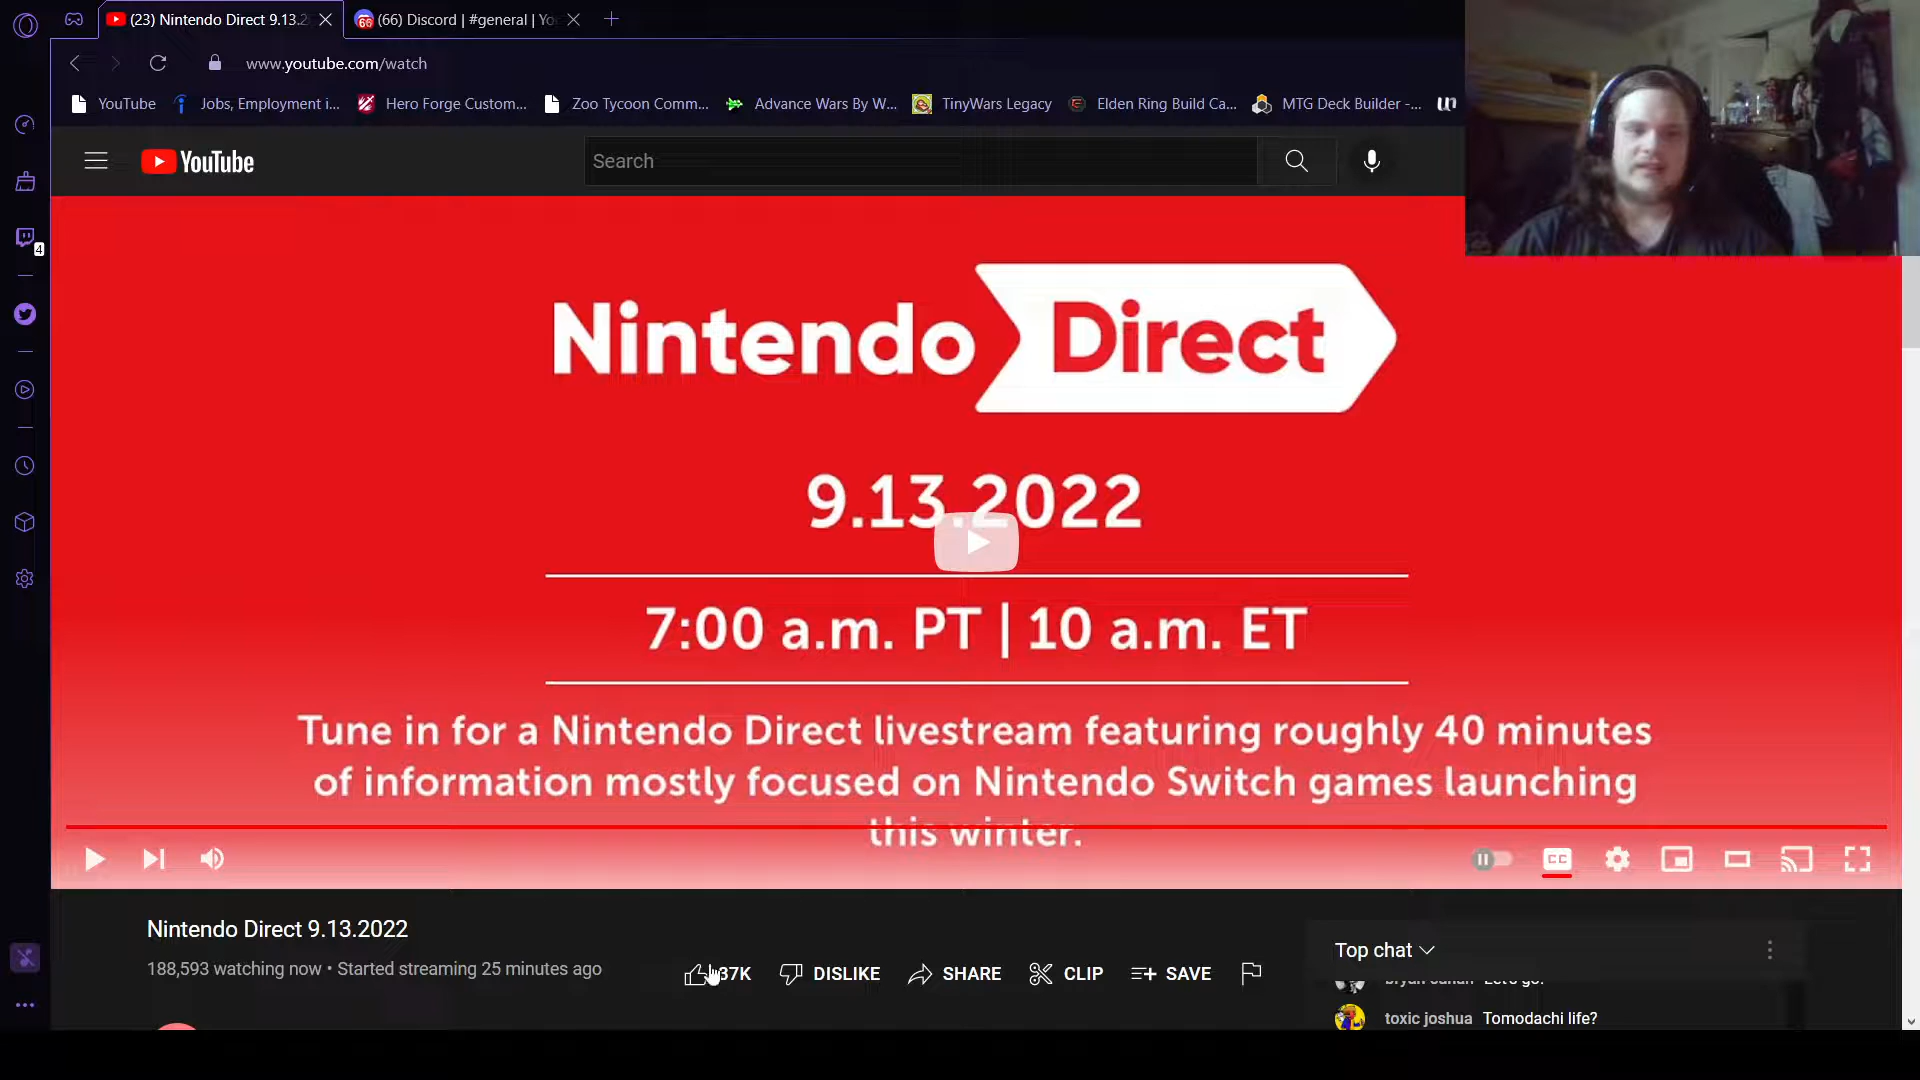 (23) Nintendo Direct 9.13.2
(66) Discord | #general | Yo
www.youtube.com/watch
YouTube
Jobs, Employment i...
Hero Forge Custom...
Zoo Tycoon Comm...
Advance Wars By W...
TinyWars Legacy
Elden Ring Build Ca...
MTG Deck Builder -...
YouTube
Search
4
Nintendo Direct
9.13.2022
7:00 a.m. PT | 10 a.m. ET
Tune in for a Nintendo Direct livestream featuring roughly 40 minutes
of information mostly focused on Nintendo Switch games launching
this winter.
CC
Nintendo Direct 9.13.2022
188,593 watching now • Started streaming 25 minutes ago
37K
DISLIKE
SHARE
CLIP
SAVE
Top chat
Let's go!
toxic joshua Tomodachi life?